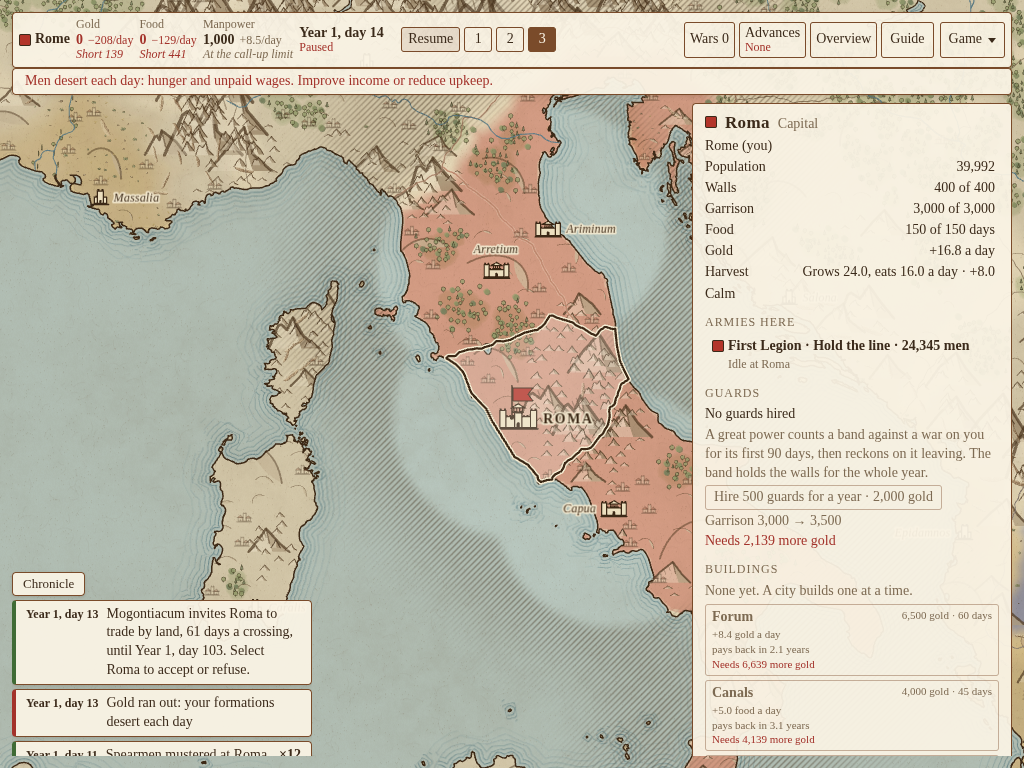 Rome
Gold
0 −208/day
Short 139
Food
0 −129/day
Short 441
Manpower
1,000 +8.5/day
At the call-up limit
Year 1, day 14
Paused
Resume 1 2 3
Wars 0
Advances
None
Overview
Guide
Game
Men desert each day: hunger and unpaid wages. Improve income or reduce upkeep.
Massalia
Ariminum
Arretium
ROMA
Capua
Roma Capital
Rome (you)
Population 39,992
Walls 400 of 400
Garrison 3,000 of 3,000
Food 150 of 150 days
Gold +16.8 a day
Harvest Grows 24.0, eats 16.0 a day · +8.0
Calm
ARMIES HERE
First Legion · Hold the line · 24,345 men
Idle at Roma
GUARDS
No guards hired
A great power counts a band against a war on you
for its first 90 days, then reckons on it leaving. The
band holds the walls for the whole year.
Hire 500 guards for a year · 2,000 gold
Garrison 3,000 → 3,500
Needs 2,139 more gold
BUILDINGS
None yet. A city builds one at a time.
Forum 6,500 gold · 60 days
+8.4 gold a day
pays back in 2.1 years
Needs 6,639 more gold
Canals 4,000 gold · 45 days
+5.0 food a day
pays back in 3.1 years
Needs 4,139 more gold
Chronicle
Year 1, day 13 Mogontiacum invites Roma to
trade by land, 61 days a crossing,
until Year 1, day 103. Select
Roma to accept or refuse.
Year 1, day 13 Gold ran out: your formations
desert each day
Year 1, day 11 Spearmen mustered at Roma ×12